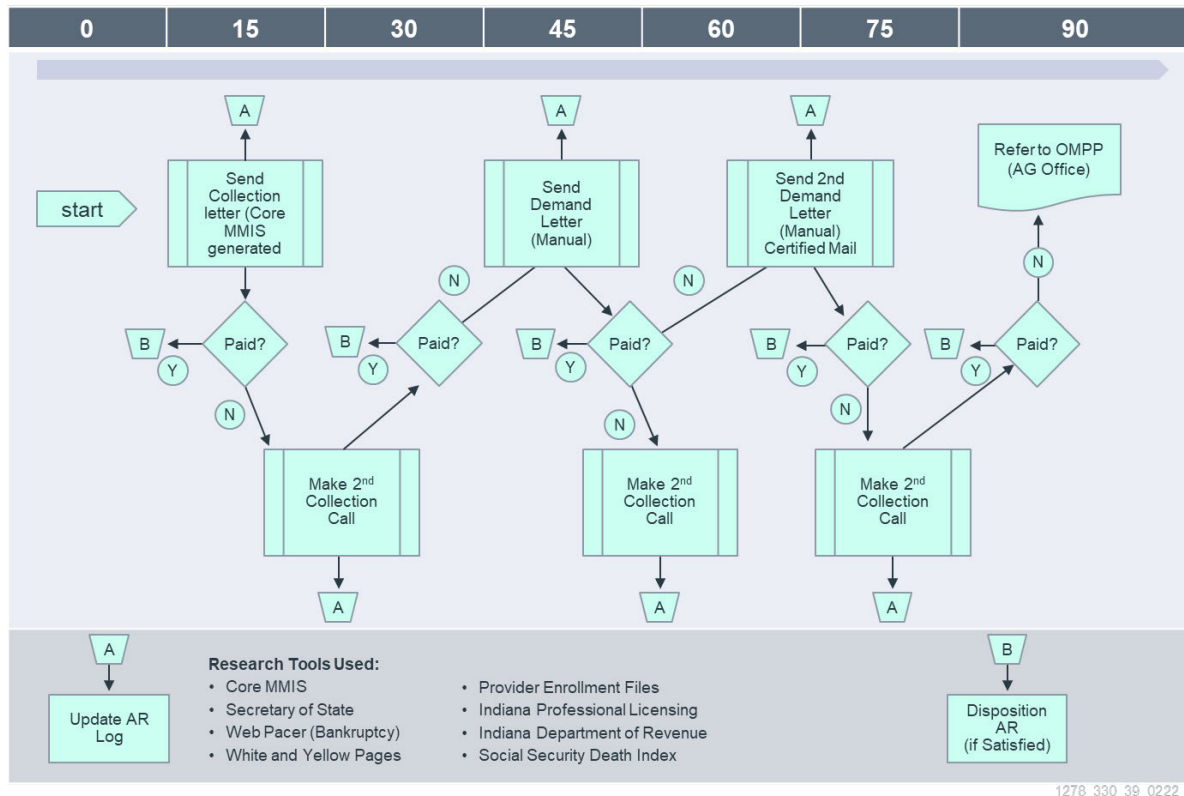 0 15 30 45 60 75 90
A
A
A
start
Send
Collection
letter (Core
MMIS
generated
Send
Demand
Letter
(Manual)
Send 2nd
Demand
Letter
(Manual)
Certified Mail
Refer to OMPP
(AG Office)
N
N
N
B
Y
Paid?
B
Y
Paid?
B
Y
Paid?
B
Y
Paid?
B
Y
Paid?
N
N
N
Make 2nd
Collection
Call
Make 2nd
Collection
Call
Make 2nd
Collection
Call
A
A
A
A
Update AR
Log
Research Tools Used:
• Core MMIS
• Secretary of State
• Web Pacer (Bankruptcy)
• White and Yellow Pages
• Provider Enrollment Files
• Indiana Professional Licensing
• Indiana Department of Revenue
• Social Security Death Index
B
Disposition
AR
(if Satisfied)
1278_330_39_0222